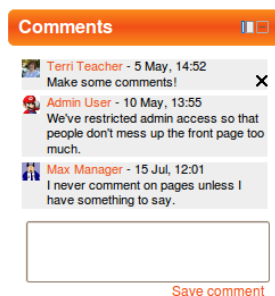 Comments
Terri Teacher - 5 May, 14:52
Make some comments!
Admin User - 10 May, 13:55
We've restricted admin access so that
people don't mess up the front page too
much.
Max Manager - 15 Jul, 12:01
I never comment on pages unless I
have something to say.
Save comment